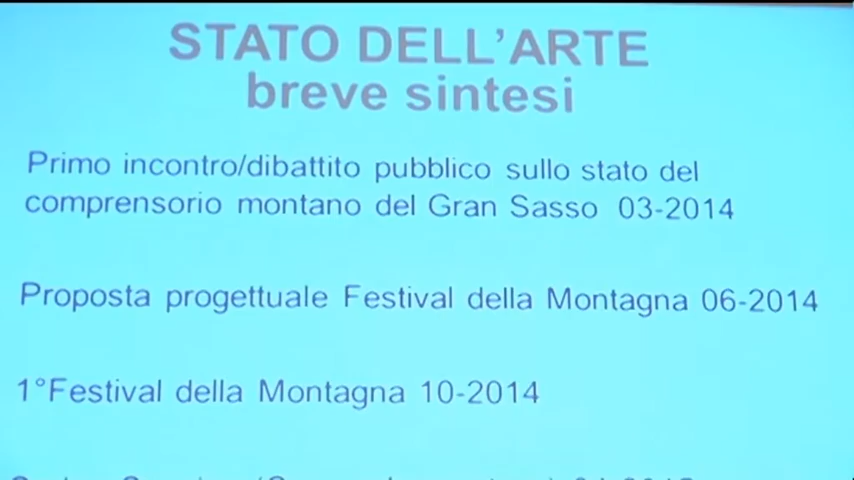 STATO DELL'ARTE
breve sintesi
Primo incontro/dibattito pubblico sullo stato del
comprensorio montano del Gran Sasso 03-2014
Proposta progettuale Festival della Montagna 06-2014
1°Festival della Montagna 10-2014